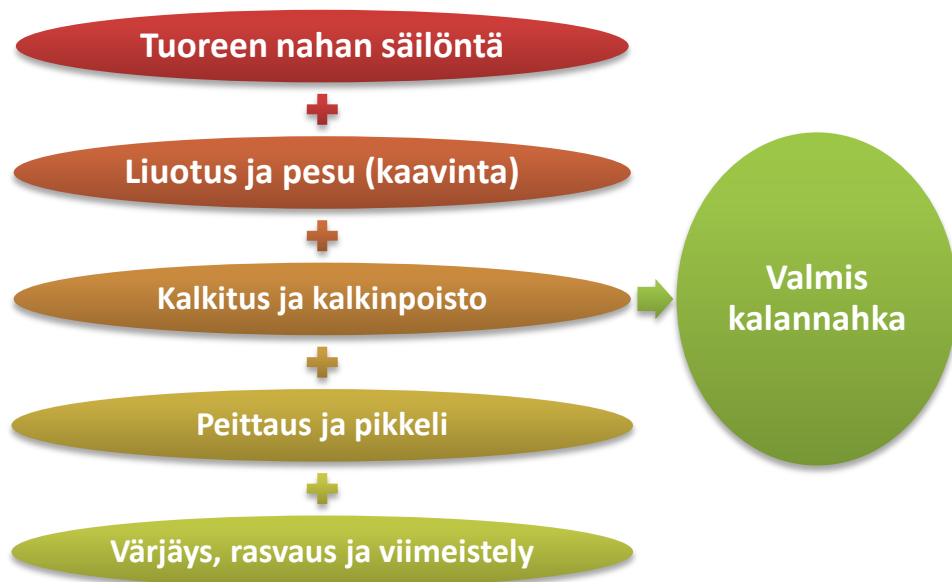 Tuoreen nahan säilöntä
Liuotus ja pesu (kaavinta)
Kalkitus ja kalkinpoisto
Peittaus ja pikkeli
Värjäys, rasvaus ja viimeistely
Valmis
kalannahka